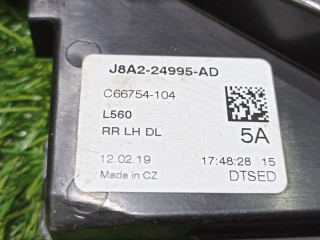 J8A2-24995-AD
C66754-104
L560
RR LH DL
5A
12.02.19 17:48:28 15
Made in CZ DTSED